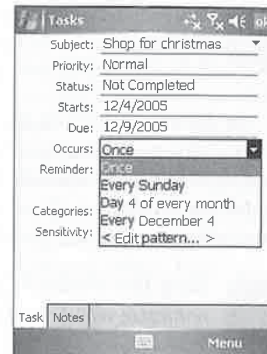 Tasks ok
Subject: Shop for christmas
Priority: Normal
Status: Not Completed
Starts: 12/4/2005
Due: 12/9/2005
Occurs: Once
Reminder: Once
Every Sunday
Day 4 of every month
Categories: Every December 4
Sensitivity: < Edit pattern... >
Task Notes
Menu